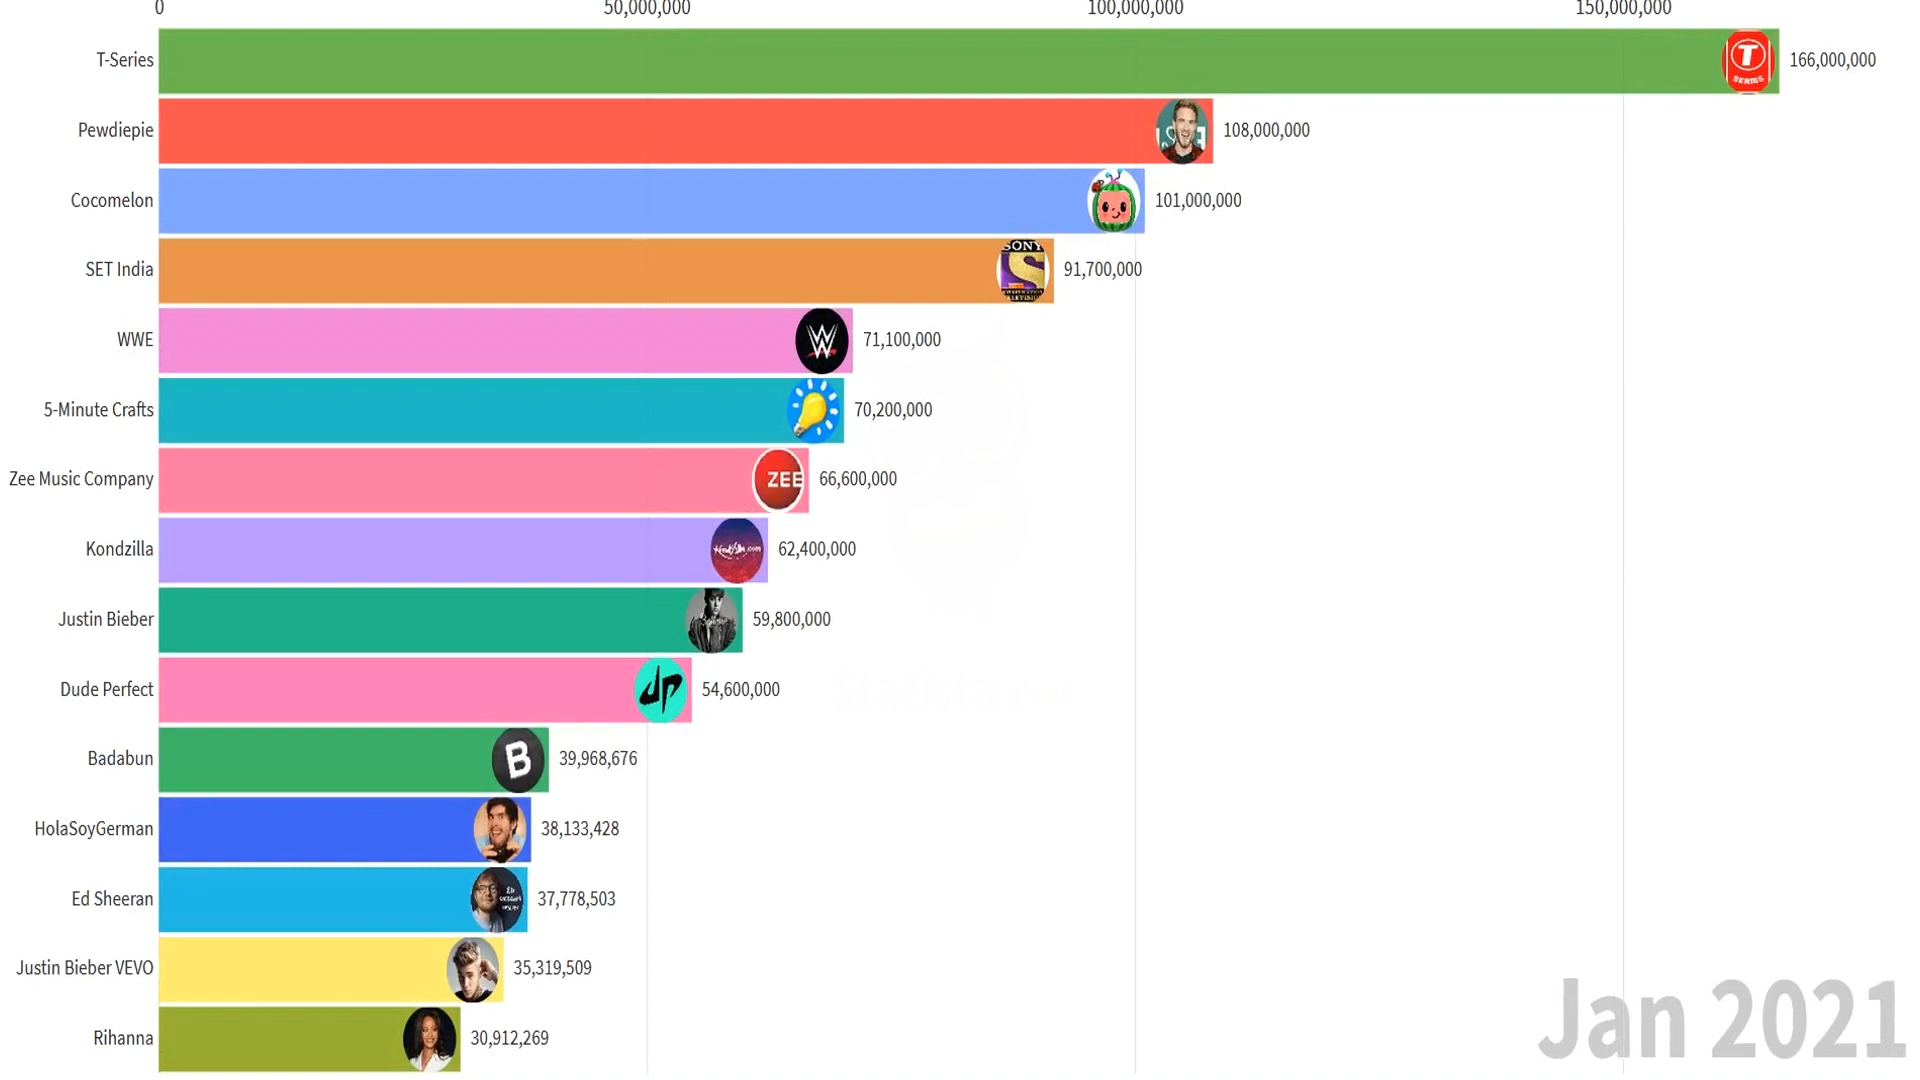 0 50,000,000 100,000,000 150,000,000
T-Series T SERIES 166,000,000
Pewdiepie 108,000,000
Cocomelon 101,000,000
SET India SONY S 91,700,000
WWE W 71,100,000
5-Minute Crafts 70,200,000
Zee Music Company ZEE 66,600,000
Kondzilla KondZilla.com 62,400,000
Justin Bieber 59,800,000
Dude Perfect dp 54,600,000
Badabun B 39,968,676
HolaSoyGerman 38,133,428
Ed Sheeran 37,778,503
Justin Bieber VEVO 35,319,509
Rihanna 30,912,269
Jan 2021